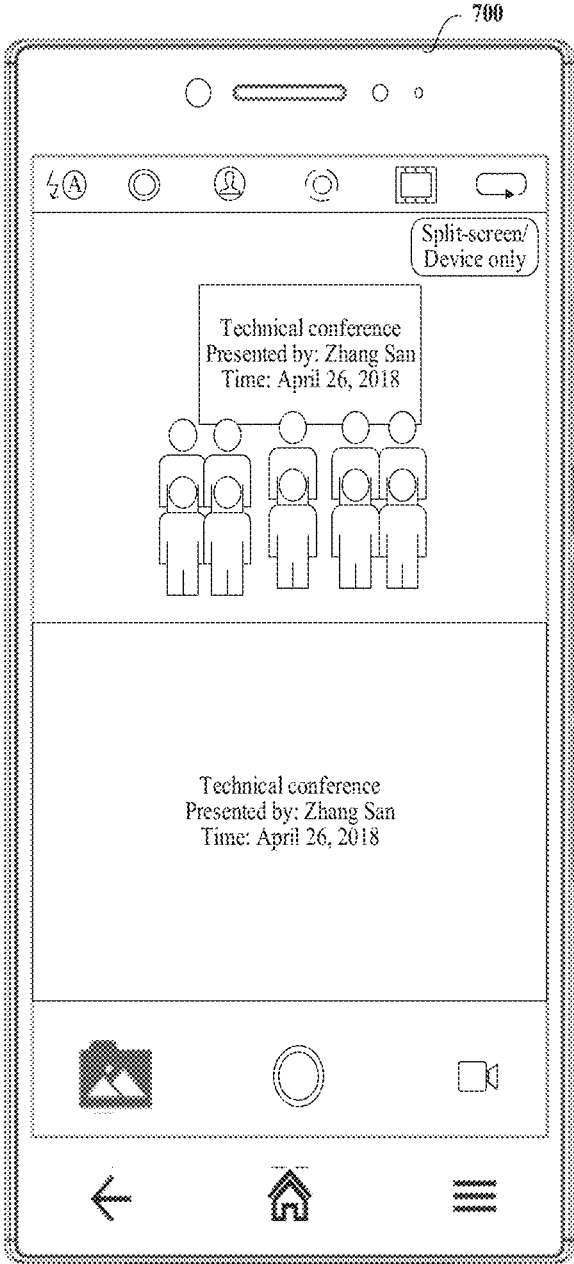 700
A
Split-screen/
Device only
Technical conference
Presented by: Zhang San
Time: April 26, 2018
Technical conference
Presented by: Zhang San
Time: April 26, 2018